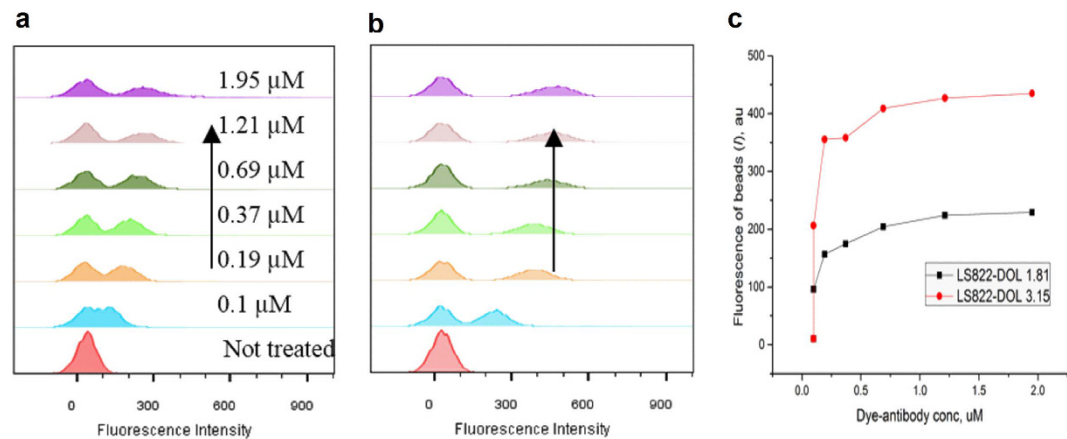 a
1.95 µM
1.21 µM
0.69 µM
0.37 µM
0.19 µM
0.1 µM
Not treated
0 300 600 900
Fluorescence Intensity
b
0 300 600 900
Fluorescence Intensity
c
Fluorescence of beads (I), au
500
400
300
200
100
0
LS822-DOL 1.81
LS822-DOL 3.15
0.0 0.5 1.0 1.5 2.0
Dye-antibody conc, uM